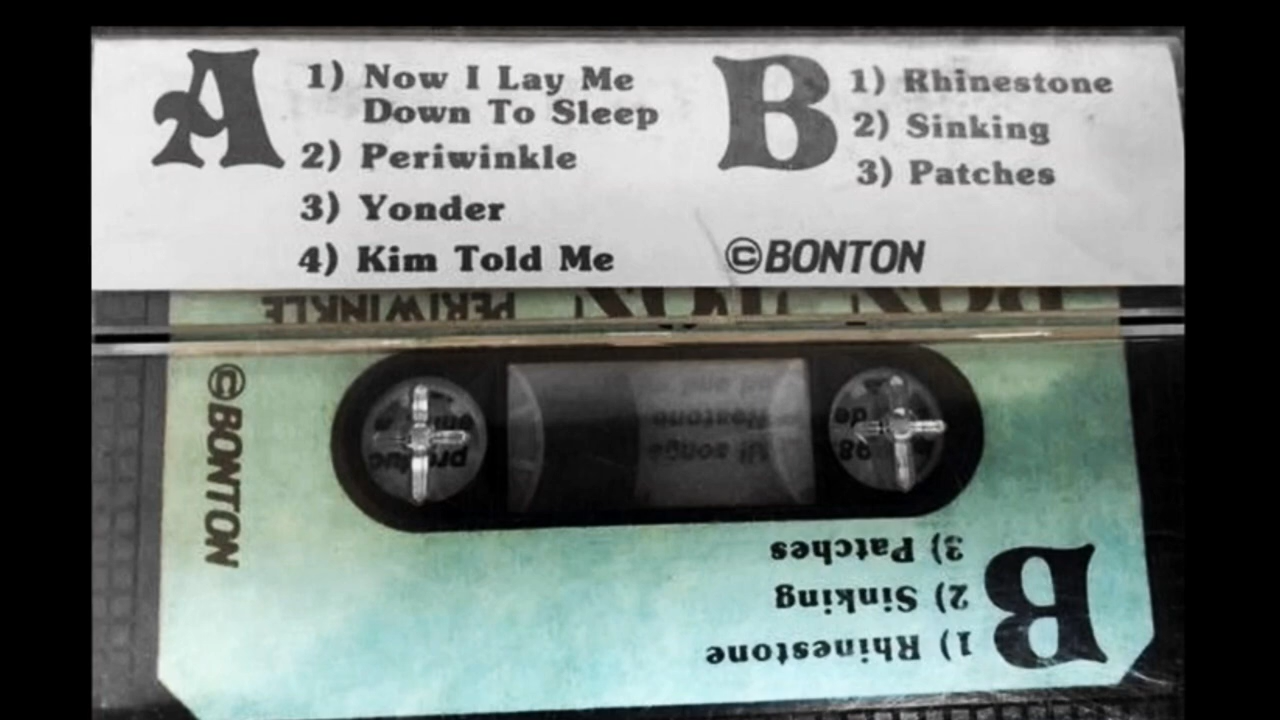 A
1) Now I Lay Me
Down To Sleep
2) Periwinkle
3) Yonder
4) Kim Told Me
B
1) Rhinestone
2) Sinking
3) Patches
©BONTON
PERIWINKLE
©BONTON
B
1) Rhinestone
2) Sinking
3) Patches